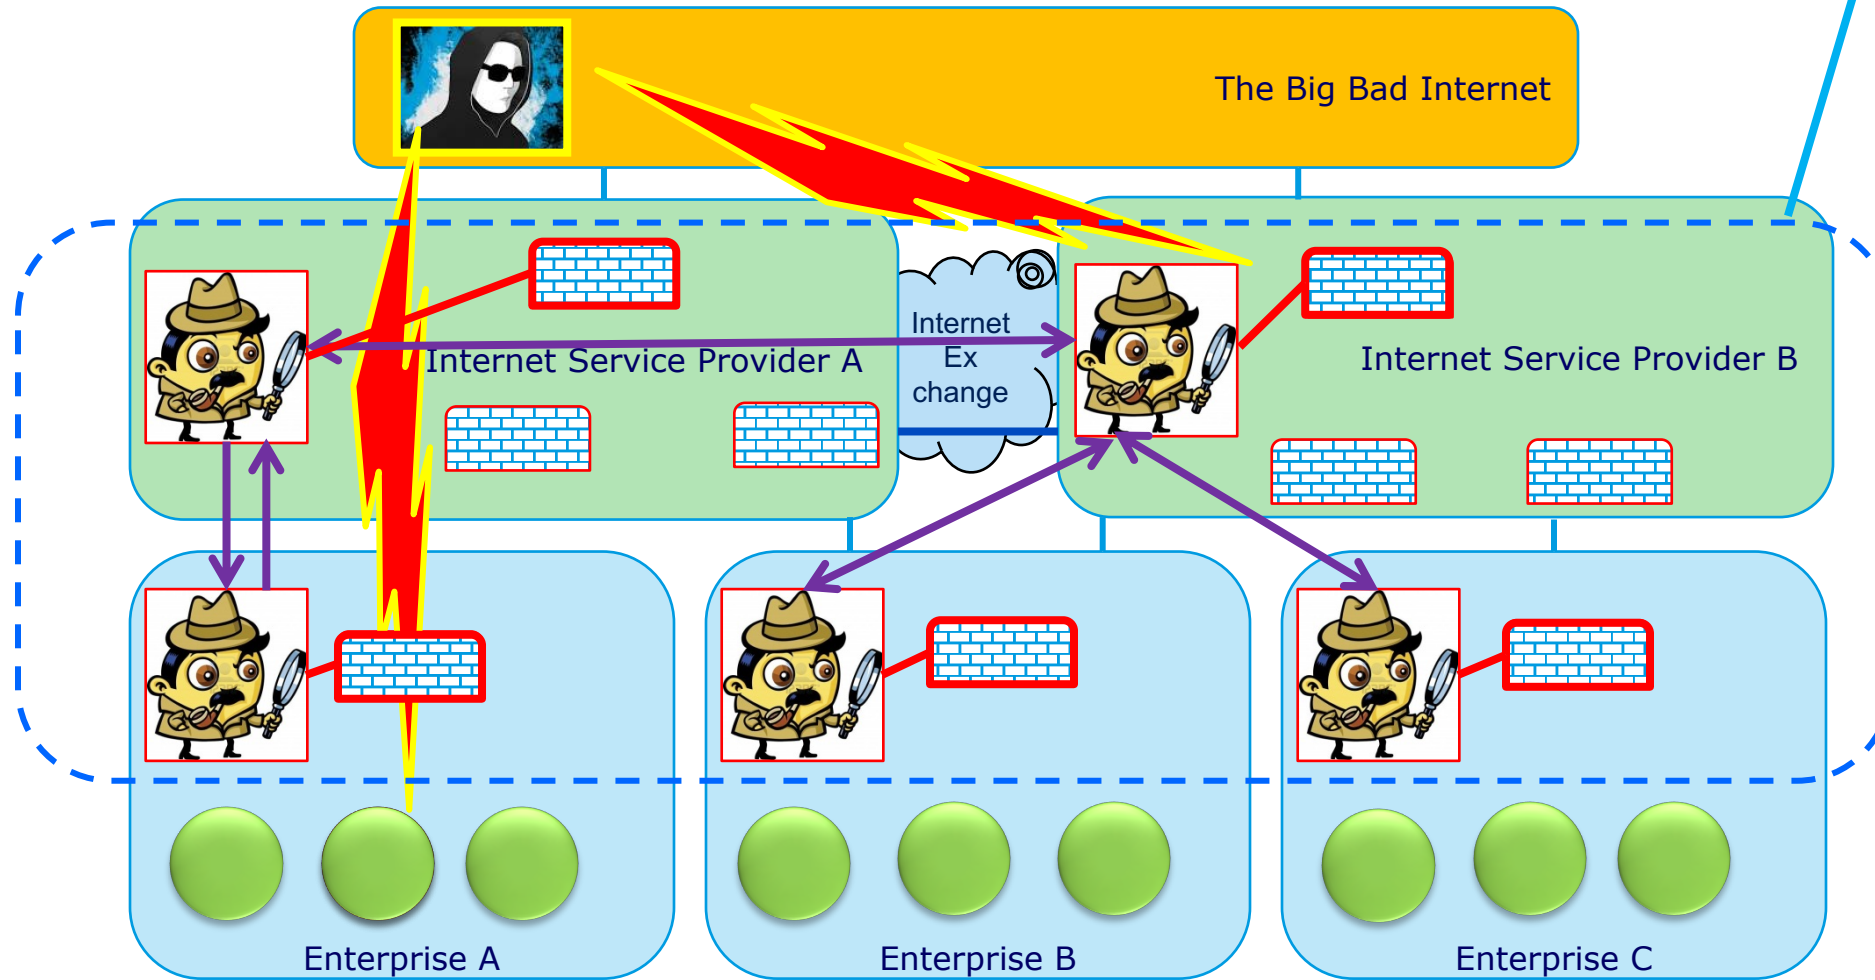 The Big Bad Internet
Internet
Ex
change
Internet Service Provider A
Internet Service Provider B
Enterprise A
Enterprise B
Enterprise C